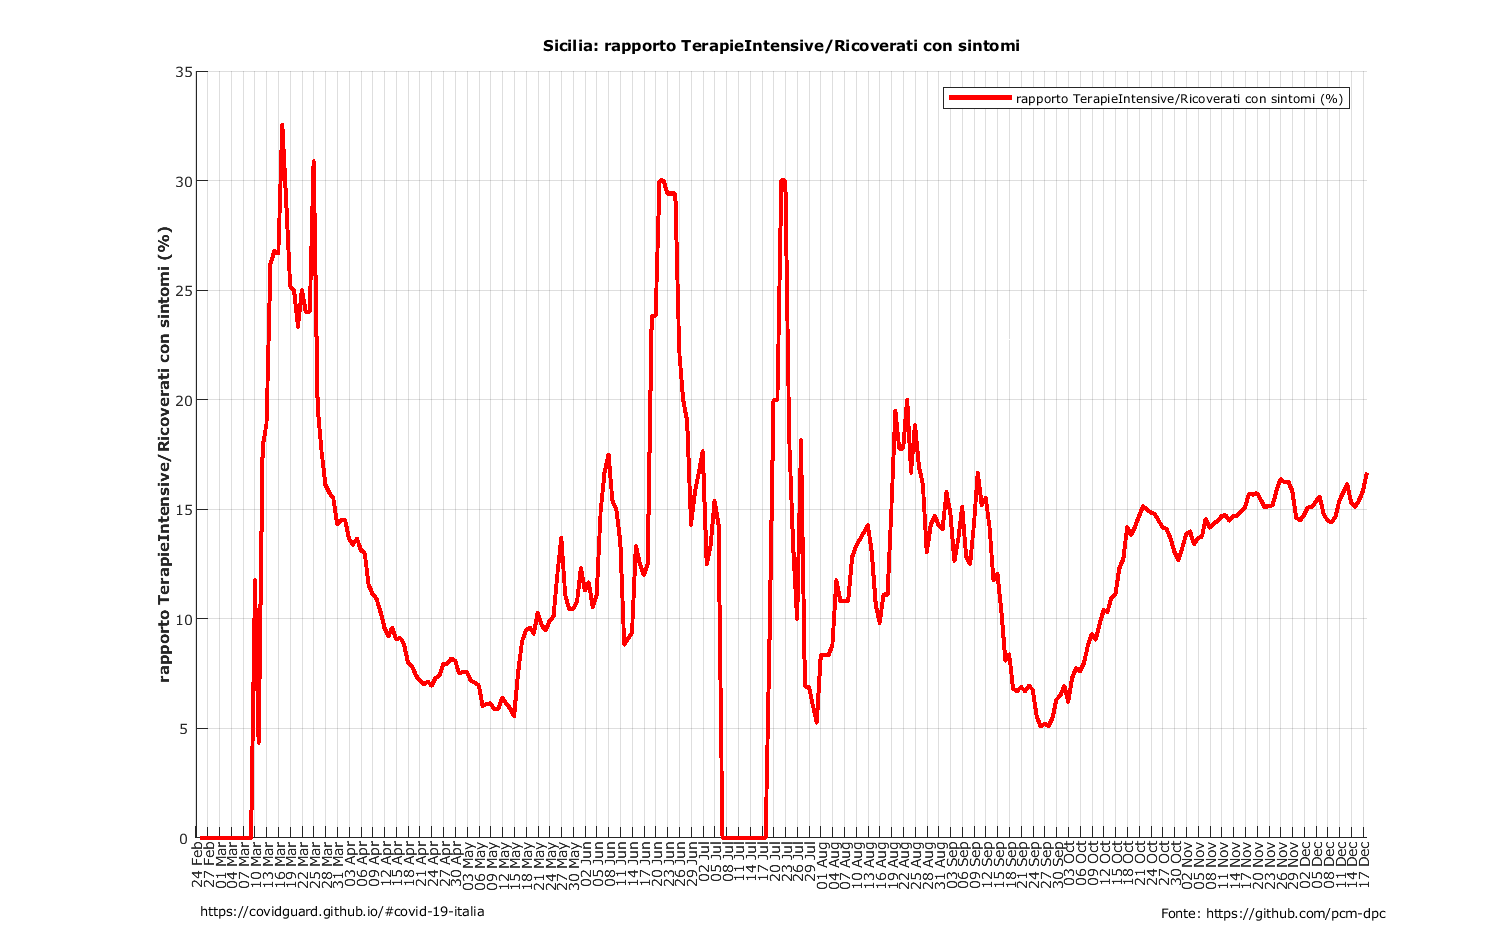 Sicilia: rapporto TerapieIntensive/Ricoverati con sintomi
rapporto TerapieIntensive/Ricoverati con sintomi (%)
rapporto TerapieIntensive/Ricoverati con sintomi (%)
35
30
25
20
15
10
5
0
24 Feb
27 Feb
01 Mar
04 Mar
07 Mar
10 Mar
13 Mar
16 Mar
19 Mar
22 Mar
25 Mar
28 Mar
31 Mar
03 Apr
06 Apr
09 Apr
12 Apr
15 Apr
18 Apr
21 Apr
24 Apr
27 Apr
30 Apr
03 May
06 May
09 May
12 May
15 May
18 May
21 May
24 May
27 May
30 May
02 Jun
05 Jun
08 Jun
11 Jun
14 Jun
17 Jun
20 Jun
23 Jun
26 Jun
29 Jun
02 Jul
05 Jul
08 Jul
11 Jul
14 Jul
17 Jul
20 Jul
23 Jul
26 Jul
29 Jul
01 Aug
04 Aug
07 Aug
10 Aug
13 Aug
16 Aug
19 Aug
22 Aug
25 Aug
28 Aug
31 Aug
03 Sep
06 Sep
09 Sep
12 Sep
15 Sep
18 Sep
21 Sep
24 Sep
27 Sep
30 Sep
03 Oct
06 Oct
09 Oct
12 Oct
15 Oct
18 Oct
21 Oct
24 Oct
27 Oct
30 Oct
02 Nov
05 Nov
08 Nov
11 Nov
14 Nov
17 Nov
20 Nov
23 Nov
26 Nov
29 Nov
02 Dec
05 Dec
08 Dec
11 Dec
14 Dec
17 Dec
https://covidguard.github.io/#covid-19-italia
Fonte: https://github.com/pcm-dpc